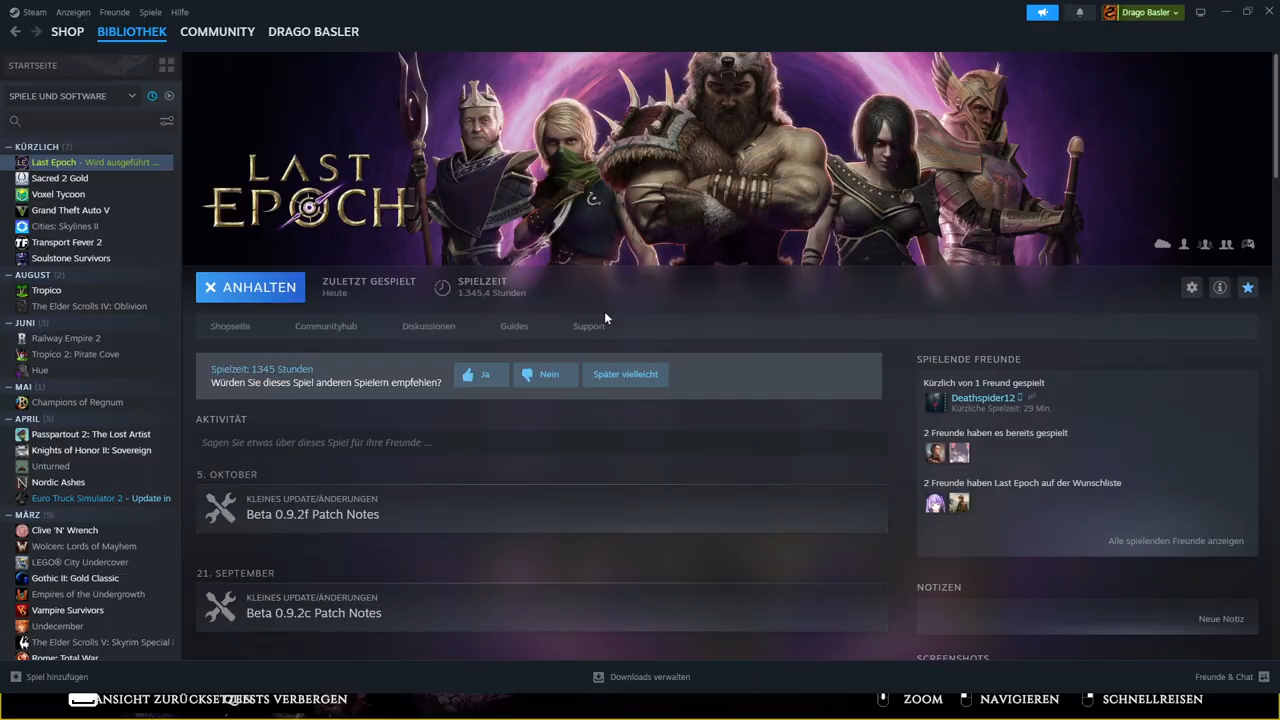 Steam Anzeigen Freunde Spiele Hilfe
Drago Basler
SHOP BIBLIOTHEK COMMUNITY DRAGO BASLER
STARTSEITE
SPIELE UND SOFTWARE
KÜRZLICH (7)
Last Epoch - Wird ausgeführt ...
Sacred 2 Gold
Voxel Tycoon
Grand Theft Auto V
Cities: Skylines II
Transport Fever 2
Soulstone Survivors
AUGUST (2)
Tropico
The Elder Scrolls IV: Oblivion
JUNI (3)
Railway Empire 2
Tropico 2: Pirate Cove
Hue
MAI (1)
Champions of Regnum
APRIL (5)
Passpartout 2: The Lost Artist
Knights of Honor II: Sovereign
Unturned
Nordic Ashes
Euro Truck Simulator 2 - Update in
MÄRZ (9)
Clive 'N' Wrench
Wolcen: Lords of Mayhem
LEGO® City Undercover
Gothic II: Gold Classic
Empires of the Undergrowth
Vampire Survivors
Undecember
The Elder Scrolls V: Skyrim Special
Rome: Total War
LAST
EPOCH
ANHALTEN
ZULETZT GESPIELT
Heute
SPIELZEIT
1.345,4 Stunden
Shopseite Communityhub Diskussionen Guides Support
Spielzeit: 1345 Stunden
Würden Sie dieses Spiel anderen Spielern empfehlen?
Ja Nein Später vielleicht
AKTIVITÄT
Sagen Sie etwas über dieses Spiel für Ihre Freunde ...
5. OKTOBER
KLEINES UPDATE/ÄNDERUNGEN
Beta 0.9.2f Patch Notes
21. SEPTEMBER
KLEINES UPDATE/ÄNDERUNGEN
Beta 0.9.2c Patch Notes
SPIELENDE FREUNDE
Kürzlich von 1 Freund gespielt
Deathspider12
Kürzliche Spielzeit: 29 Min.
2 Freunde haben es bereits gespielt
2 Freunde haben Last Epoch auf der Wunschliste
Alle spielenden Freunde anzeigen
NOTIZEN
Neue Notiz
SCREENSHOTS
Spiel hinzufügen
Downloads verwalten
Freunde & Chat
ANSICHT ZURÜCKSETZEN QUESTS VERBERGEN
ZOOM NAVIGIEREN SCHNELLREISEN